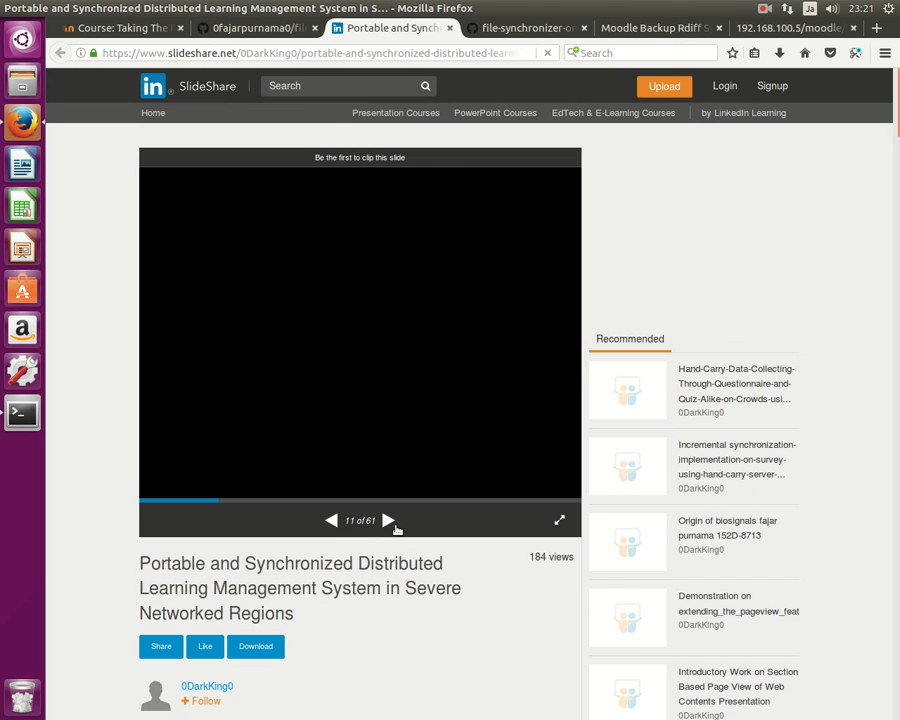 Portable and Synchronized Distributed Learning Management System in S... - Mozilla Firefox
Ja
23:21
Course: Taking The
0fajarpurnama0/fi
Portable and Synch
file-synchronizer-on
Moodle Backup Rdiff S
192.168.100.5/moodle/
https://www.slideshare.net/0DarkKing0/portable-and-synchronized-distributed-learni
Search
in SlideShare
Search
Upload
Login
Signup
Home
Presentation Courses
PowerPoint Courses
EdTech & E-Learning Courses
by LinkedIn Learning
Be the first to clip this slide
11 of 61
Portable and Synchronized Distributed
Learning Management System in Severe
Networked Regions
184 views
Share
Like
Download
0DarkKing0
+ Follow
Recommended
Hand-Carry-Data-Collecting-
Through-Questionnaire-and-
Quiz-Alike-on-Crowds-usi...
0DarkKing0
Incremental synchronization-
implementation-on-survey-
using-hand-carry-server-...
0DarkKing0
Origin of biosignals fajar
purnama 152D-8713
0DarkKing0
Demonstration on
extending_the_pageview_feat
0DarkKing0
Introductory Work on Section
Based Page View of Web
Contents Presentation
0DarkKing0